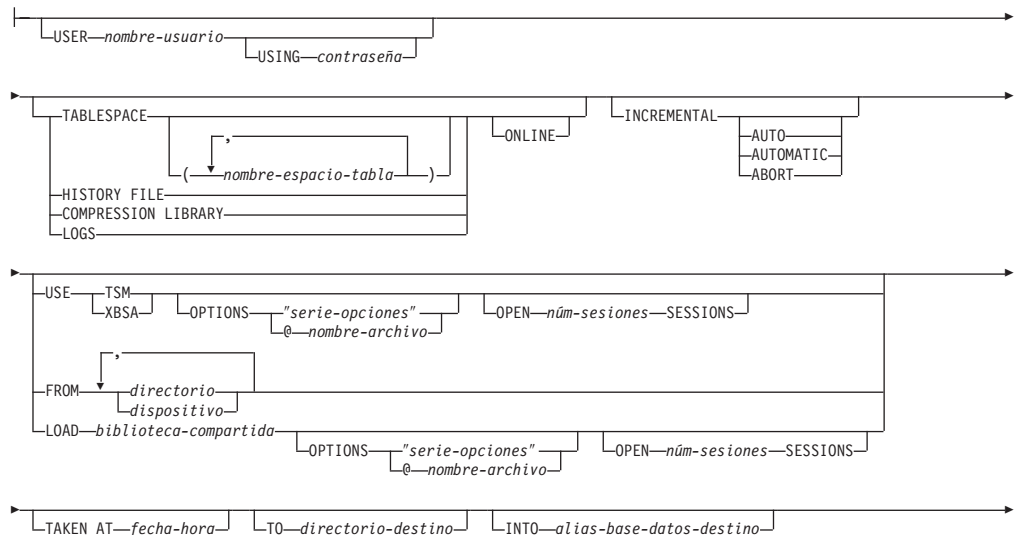 USER nombre-usuario
USING contraseña
TABLESPACE
,
( nombre-espacio-tabla )
HISTORY FILE
COMPRESSION LIBRARY
LOGS
ONLINE
INCREMENTAL
AUTO
AUTOMATIC
ABORT
USE TSM
XBSA
OPTIONS "serie-opciones"
@ nombre-archivo
OPEN núm-sesiones SESSIONS
,
FROM directorio
dispositivo
LOAD biblioteca-compartida
OPTIONS "serie-opciones"
@ nombre-archivo
OPEN núm-sesiones SESSIONS
TAKEN AT fecha-hora
TO directorio-destino
INTO alias-base-datos-destino